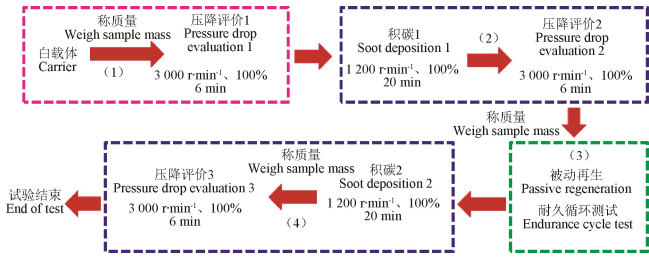 称质量
Weigh sample mass
白载体
Carrier
（1）
压降评价1
Pressure drop
evaluation 1
3 000 r·min⁻¹、100%
6 min
积碳1
Soot deposition 1
1 200 r·min⁻¹、100%
20 min
（2）
压降评价2
Pressure drop
evaluation 2
3 000 r·min⁻¹、100%
6 min
称质量
Weigh sample mass
（3）
被动再生
Passive regeneration
耐久循环测试
Endurance cycle test
积碳2
Soot deposition 2
1 200 r·min⁻¹、100%
20 min
称质量
Weigh sample mass
（4）
压降评价3
Pressure drop evaluation 3
3 000 r·min⁻¹、100%
6 min
试验结束
End of test